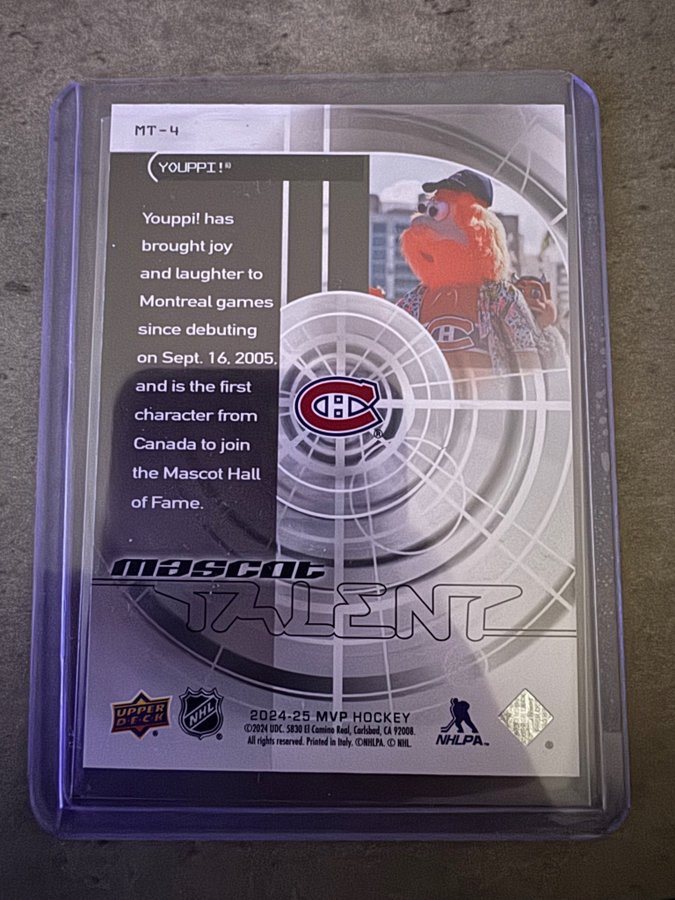 MT-4
YOUPPI!®
Youppi! has
brought joy
and laughter to
Montreal games
since debuting
on Sept. 16, 2005,
and is the first
character from
Canada to join
the Mascot Hall
of Fame.
mascot
TALENT
UPPER
D·E·C·K
NHL
2024-25 MVP HOCKEY
©2024 UDC. 5830 El Camino Real, Carlsbad, CA 92008.
All rights reserved. Printed in Italy. ©NHLPA. © NHL.
NHLPA™